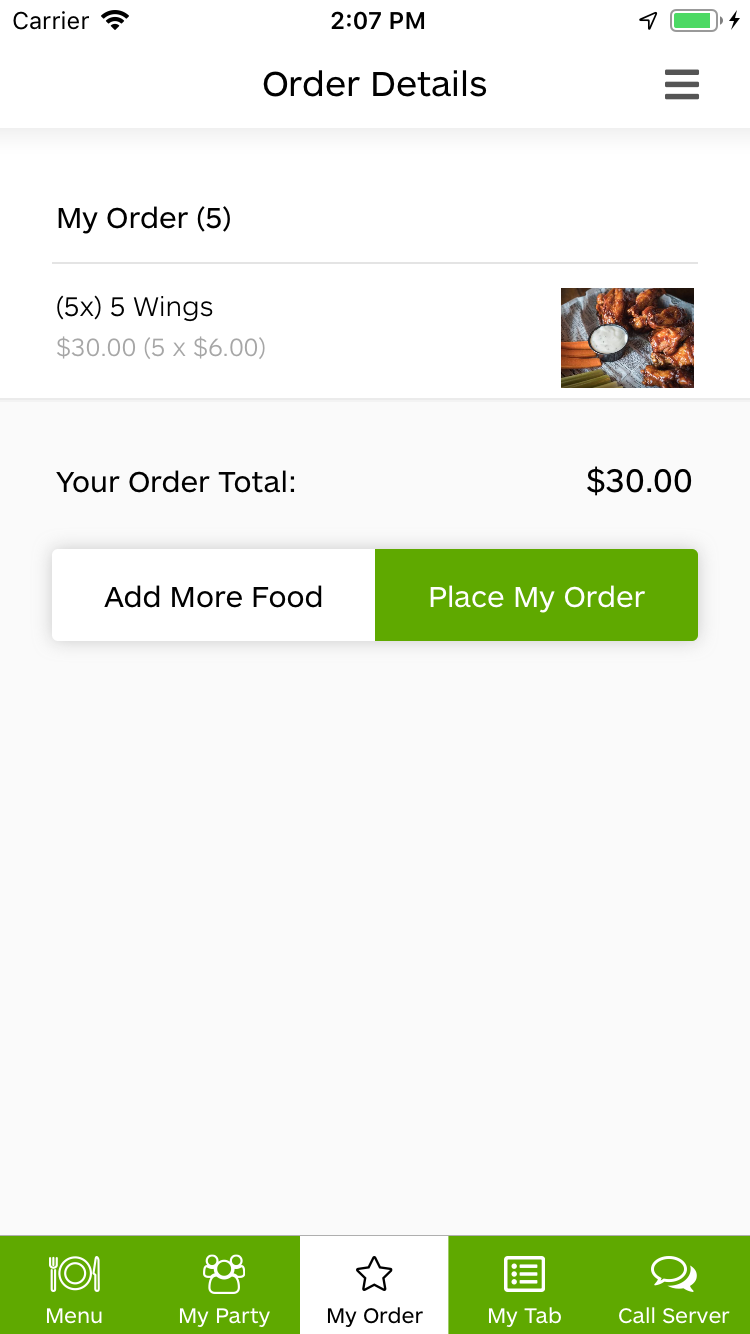 Carrier 2:07 PM
Order Details
My Order (5)
(5x) 5 Wings
$30.00 (5 x $6.00)
Your Order Total: $30.00
Add More Food Place My Order
Menu My Party My Order My Tab Call Server